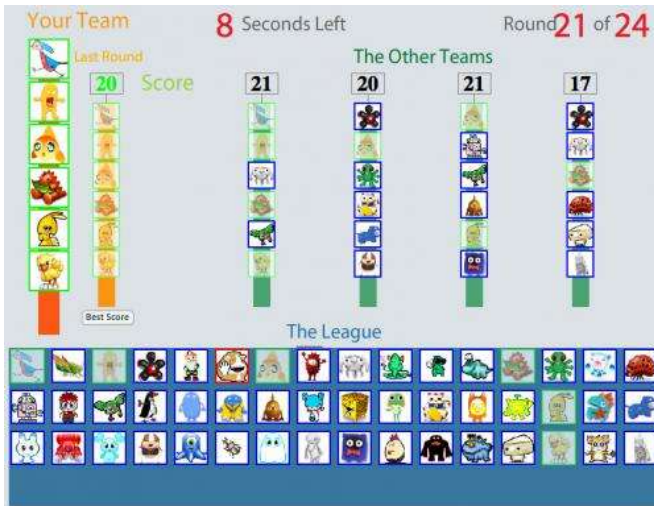 Your Team
8 Seconds Left
Round 21 of 24
Last Round
The Other Teams
20 Score
21
20
21
17
Best Score
The League